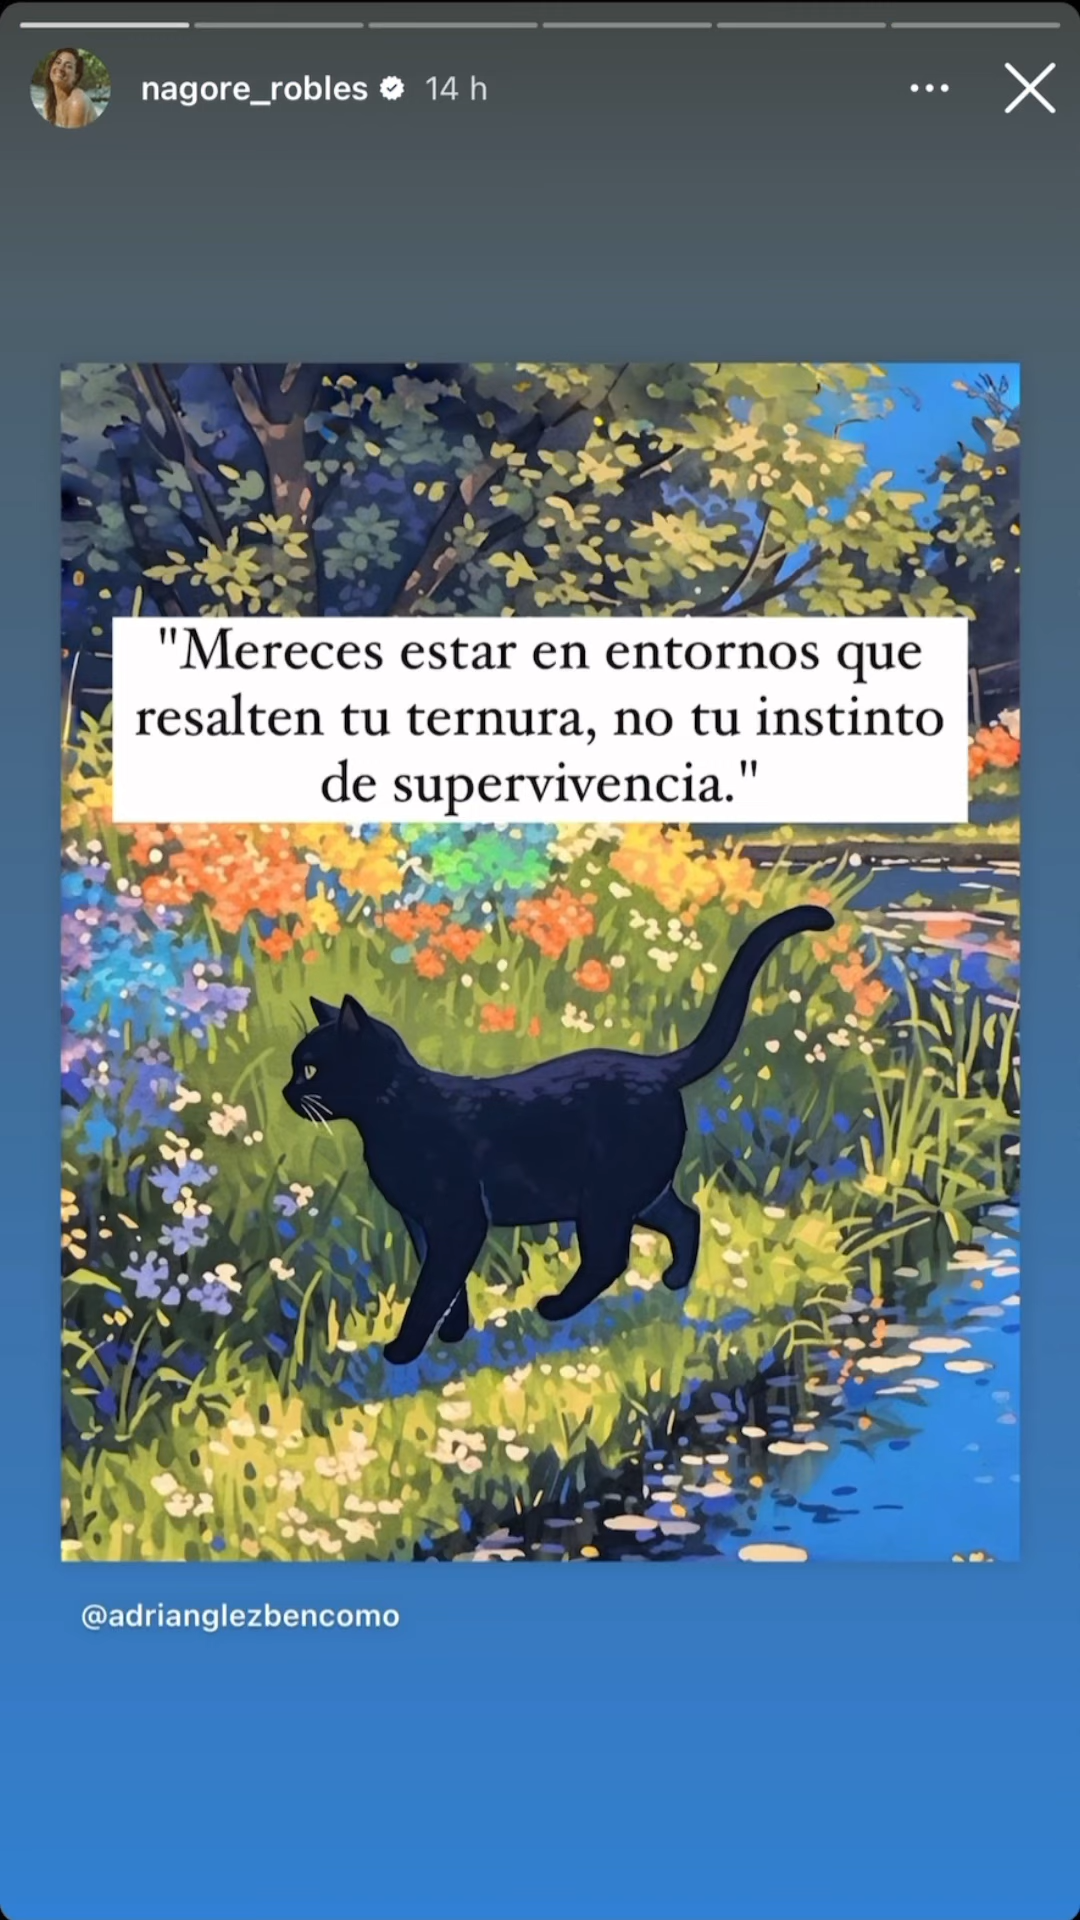 nagore_robles 14 h
"Mereces estar en entornos que
resalten tu ternura, no tu instinto
de supervivencia."
@adrianglezbencomo